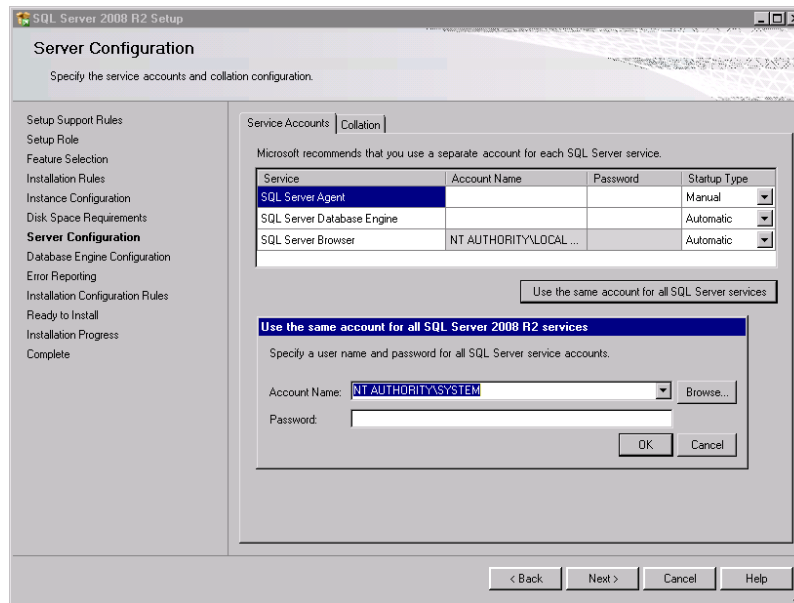 SQL Server 2008 R2 Setup
Server Configuration
Specify the service accounts and collation configuration.
Setup Support Rules
Setup Role
Feature Selection
Installation Rules
Instance Configuration
Disk Space Requirements
Server Configuration
Database Engine Configuration
Error Reporting
Installation Configuration Rules
Ready to Install
Installation Progress
Complete
Service Accounts Collation
Microsoft recommends that you use a separate account for each SQL Server service.
Service Account Name Password Startup Type
SQL Server Agent Manual
SQL Server Database Engine Automatic
SQL Server Browser NT AUTHORITY\LOCAL ... Automatic
Use the same account for all SQL Server services
Use the same account for all SQL Server 2008 R2 services
Specify a user name and password for all SQL Server service accounts.
Account Name: NT AUTHORITY\SYSTEM Browse...
Password:
OK Cancel
< Back Next > Cancel Help